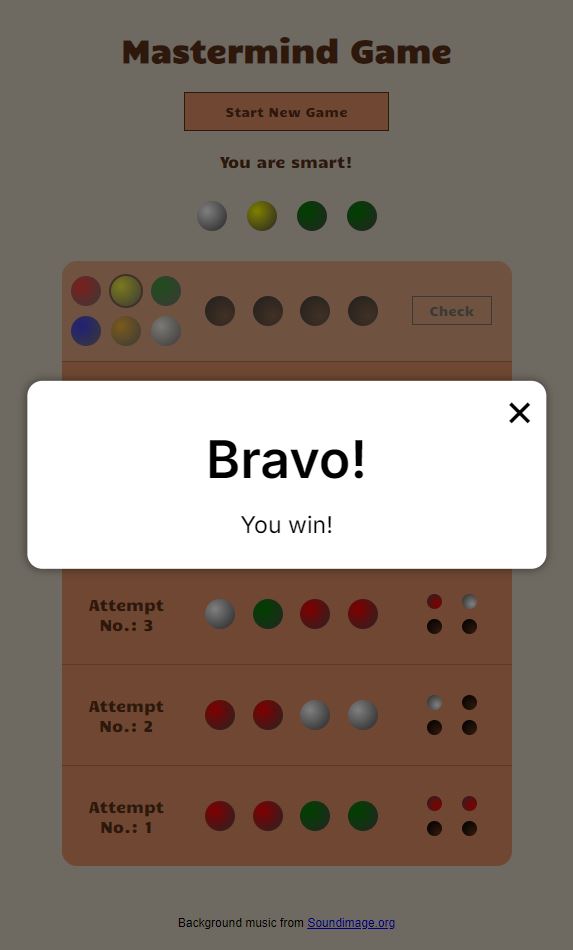 Mastermind Game
Start New Game
You are smart!
Check
✕
Bravo!
You win!
Attempt
No.: 3
Attempt
No.: 2
Attempt
No.: 1
Background music from Soundimage.org